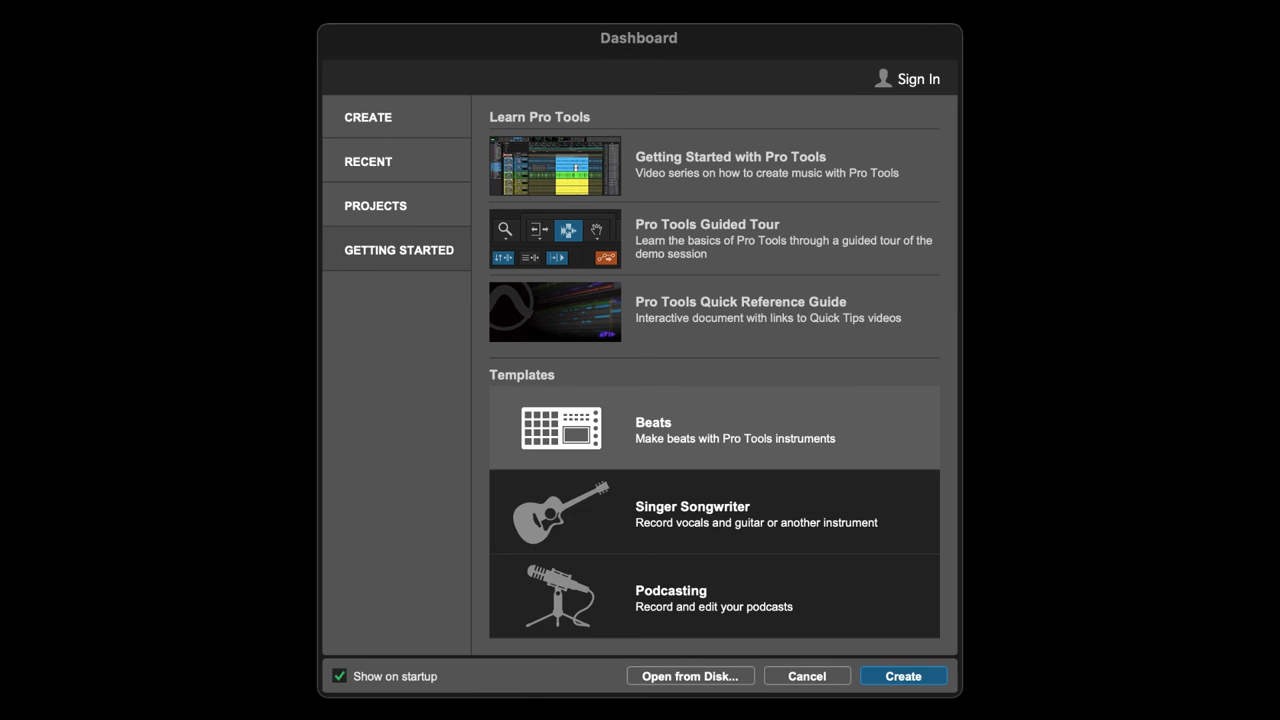 Dashboard
Sign In
CREATE
RECENT
PROJECTS
GETTING STARTED
Learn Pro Tools
Getting Started with Pro Tools
Video series on how to create music with Pro Tools
Pro Tools Guided Tour
Learn the basics of Pro Tools through a guided tour of the
demo session
Pro Tools Quick Reference Guide
Interactive document with links to Quick Tips videos
Templates
Beats
Make beats with Pro Tools instruments
Singer Songwriter
Record vocals and guitar or another instrument
Podcasting
Record and edit your podcasts
Show on startup
Open from Disk...
Cancel
Create